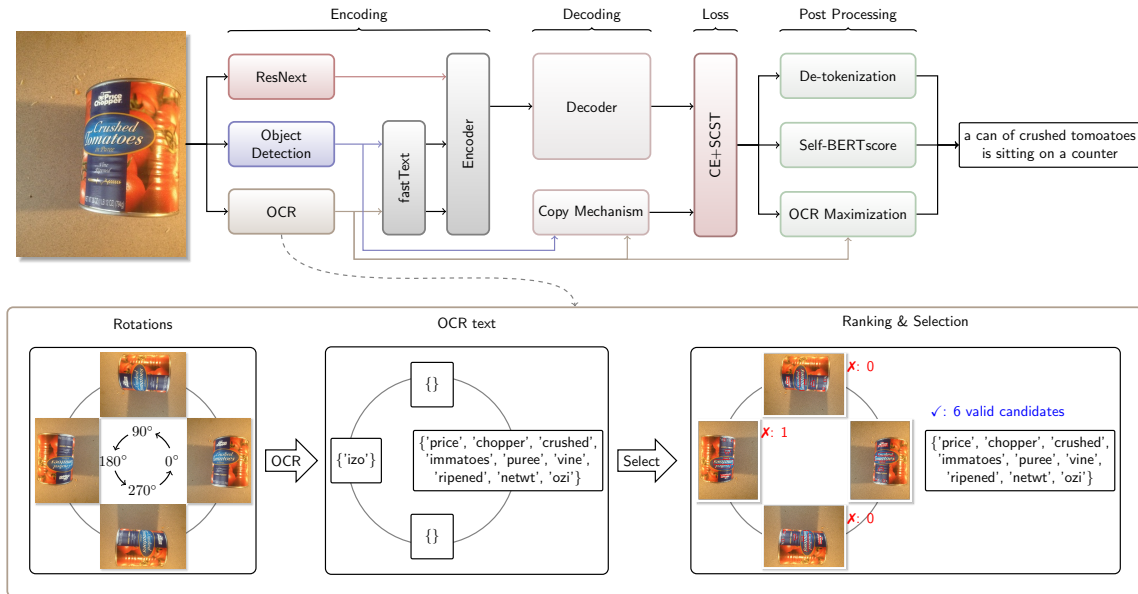 Encoding
Decoding
Loss
Post Processing
Price
Chopper
Crushed
Tomatoes
ResNext
Object
Detection
OCR
fastText
Encoder
Decoder
Copy Mechanism
CE+SCST
De-tokenization
Self-BERTscore
OCR Maximization
a can of crushed tomoatoes
is sitting on a counter
Rotations
OCR text
Ranking & Selection
90°
180°
0°
270°
OCR
{}
{'izo'}
{'price', 'chopper', 'crushed',
'immatoes', 'puree', 'vine',
'ripened', 'netwt', 'ozi'}
{}
Select
✗: 0
✗: 1
✗: 0
✓: 6 valid candidates
{'price', 'chopper', 'crushed',
'immatoes', 'puree', 'vine',
'ripened', 'netwt', 'ozi'}